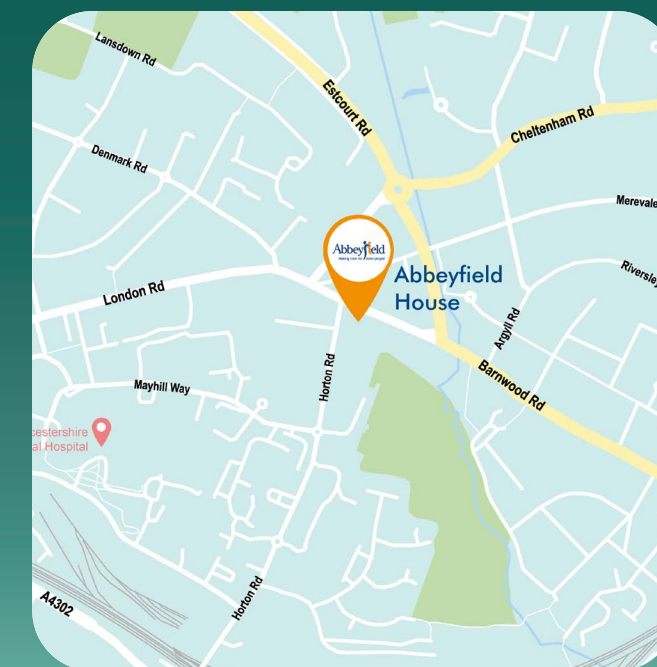 Lansdown Rd
Estcourt Rd
Cheltenham Rd
Denmark Rd
Merevale
Abbeyfield
Abbeyfield
House
Riversley
London Rd
Argyll Rd
Horton Rd
Barnwood Rd
Mayhill Way
cestershire
al Hospital
Horton Rd
A4302